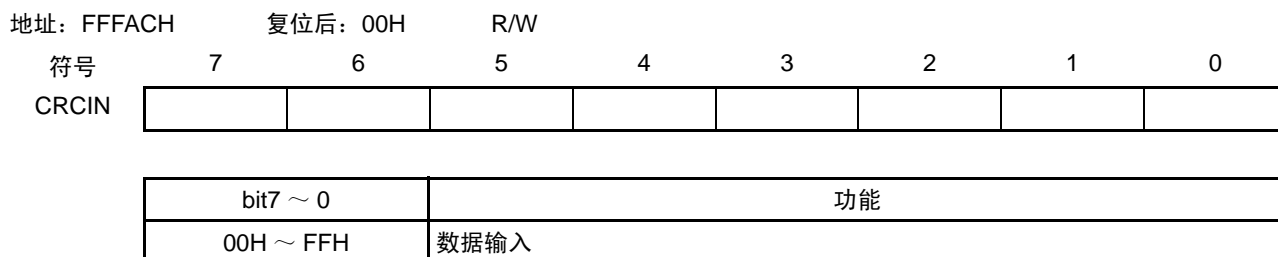 地址：FFFACH 复位后：00H R/W
符号 7 6 5 4 3 2 1 0
CRCIN
bit7 ～ 0 功能
00H ～ FFH 数据输入